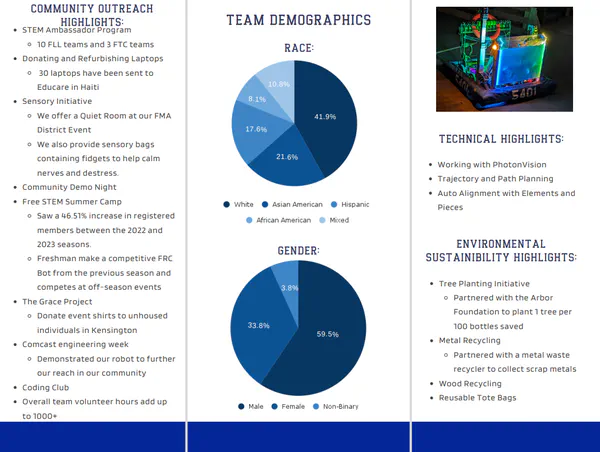 COMMUNITY OUTREACH
HIGHLIGHTS:
STEM Ambassador Program
10 FLL teams and 3 FTC teams
Donating and Refurbishing Laptops
30 laptops have been sent to
Educare in Haiti
Sensory Initiative
We offer a Quiet Room at our FMA
District Event
We also provide sensory bags
containing fidgets to help calm
nerves and destress.
Community Demo Night
Free STEM Summer Camp
Saw a 46.51% increase in registered
members between the 2022 and
2023 seasons.
Freshman make a competitive FRC
Bot from the previous season and
competes at off-season events
The Grace Project
Donate event shirts to unhoused
individuals in Kensington
Comcast engineering week
Demonstrated our robot to further
our reach in our community
Coding Club
Overall team volunteer hours add up
to 1000+
TEAM DEMOGRAPHICS
RACE:
10.8%
8.1%
41.9%
17.6%
21.6%
White Asian American Hispanic
African American Mixed
GENDER:
3.8%
33.8%
59.5%
Male Female Non-Binary
5401
TECHNICAL HIGHLIGHTS:
Working with PhotonVision
Trajectory and Path Planning
Auto Alignment with Elements and
Pieces
ENVIRONMENTAL
SUSTAINIBILITY HIGHLIGHTS:
Tree Planting Initiative
Partnered with the Arbor
Foundation to plant 1 tree per
100 bottles saved
Metal Recycling
Partnered with a metal waste
recycler to collect scrap metals
Wood Recycling
Reusable Tote Bags